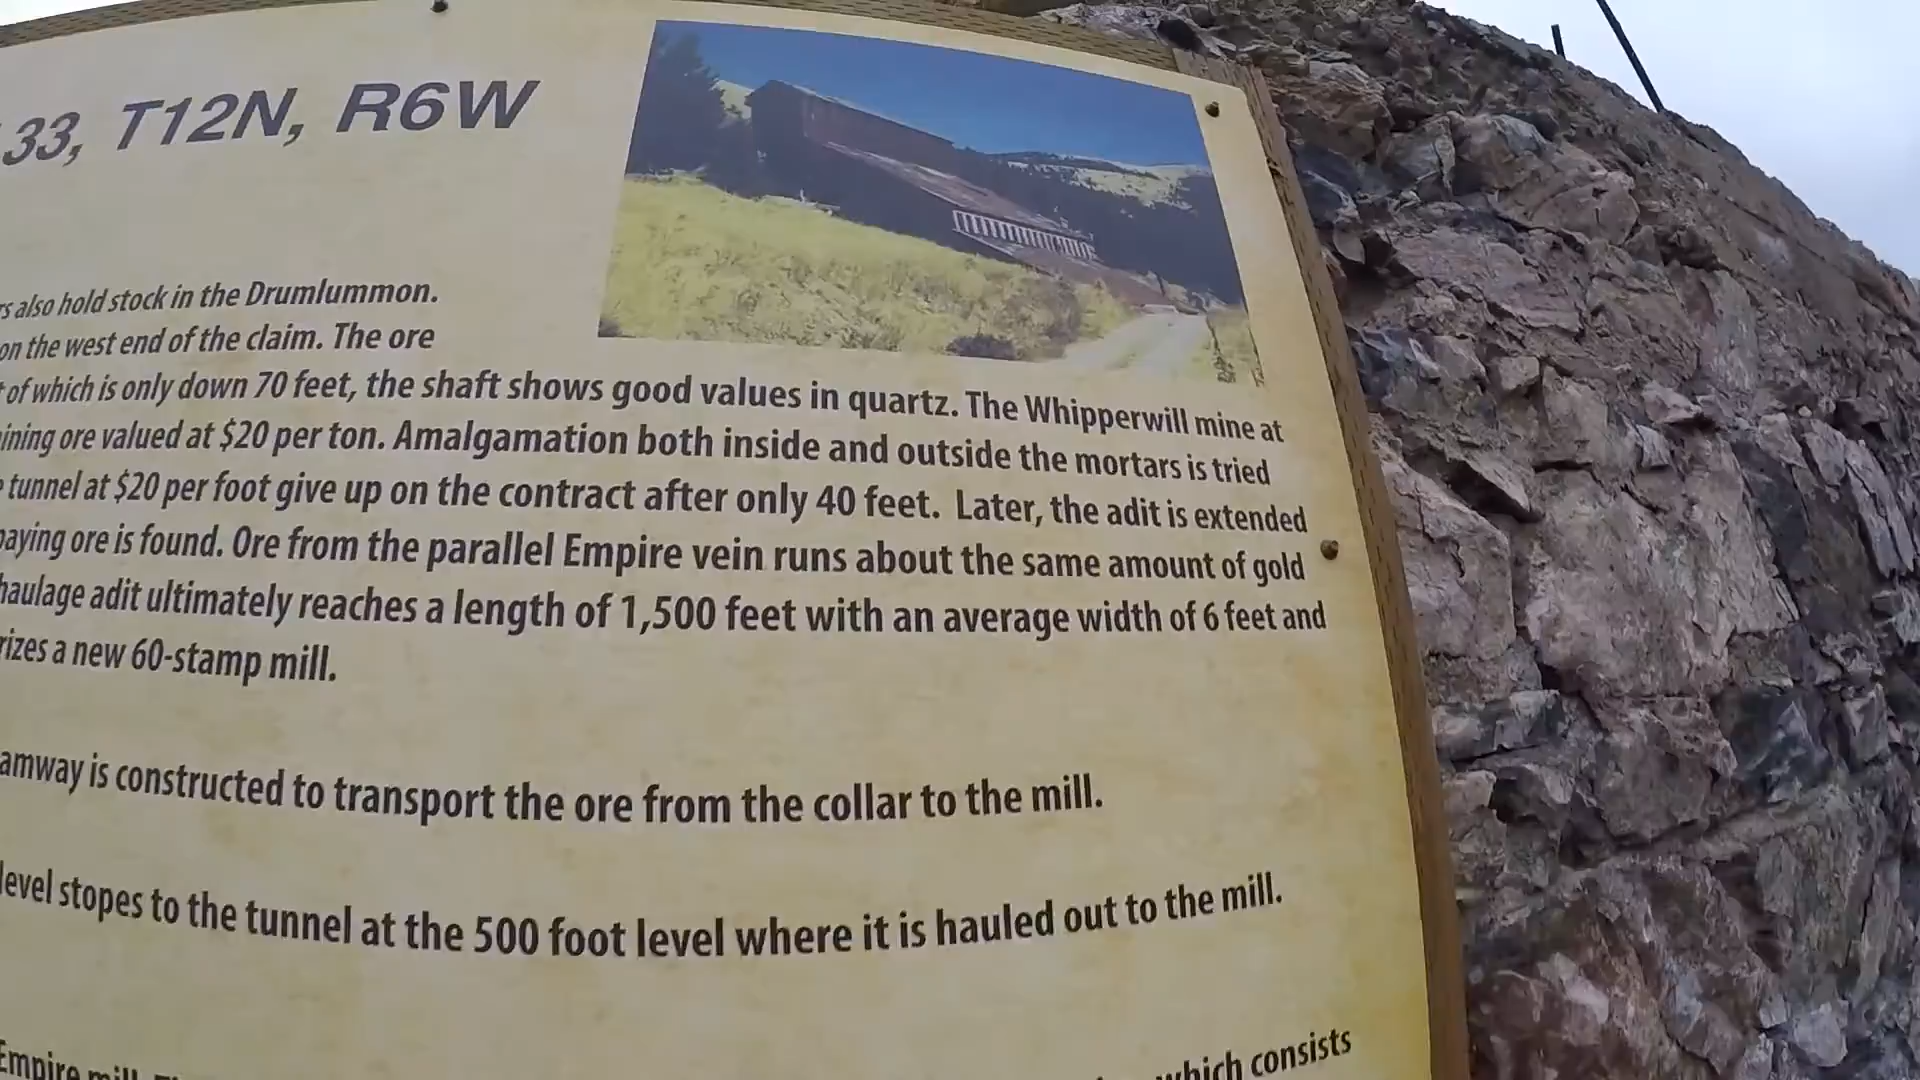 33, T12N, R6W
also hold stock in the Drumlummon.
on the west end of the claim. The ore
of which is only down 70 feet, the shaft shows good values in quartz. The Whipperwill mine at
ining ore valued at $20 per ton. Amalgamation both inside and outside the mortars is tried
tunnel at $20 per foot give up on the contract after only 40 feet. Later, the adit is extended
paying ore is found. Ore from the parallel Empire vein runs about the same amount of gold
haulage adit ultimately reaches a length of 1,500 feet with an average width of 6 feet and
rizes a new 60-stamp mill.
amway is constructed to transport the ore from the collar to the mill.
level stopes to the tunnel at the 500 foot level where it is hauled out to the mill.
Empire mill. which consists